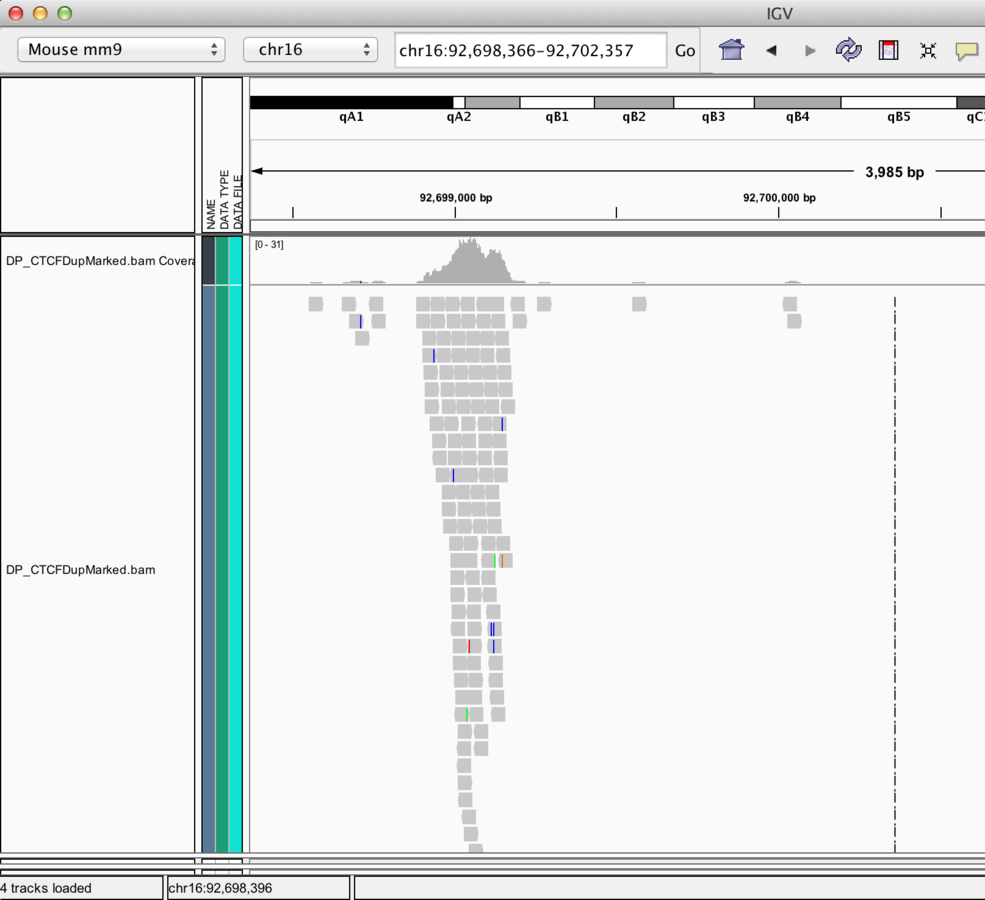 IGV
Mouse mm9
chr16
chr16:92,698,366-92,702,357
Go
qA1
qA2
qB1
qB2
qB3
qB4
qB5
NAME
DATA TYPE
DATA FILE
3,985 bp
92,699,000 bp
92,700,000 bp
DP_CTCFDupMarked.bam Covera
[0 - 31]
DP_CTCFDupMarked.bam
4 tracks loaded
chr16:92,698,396